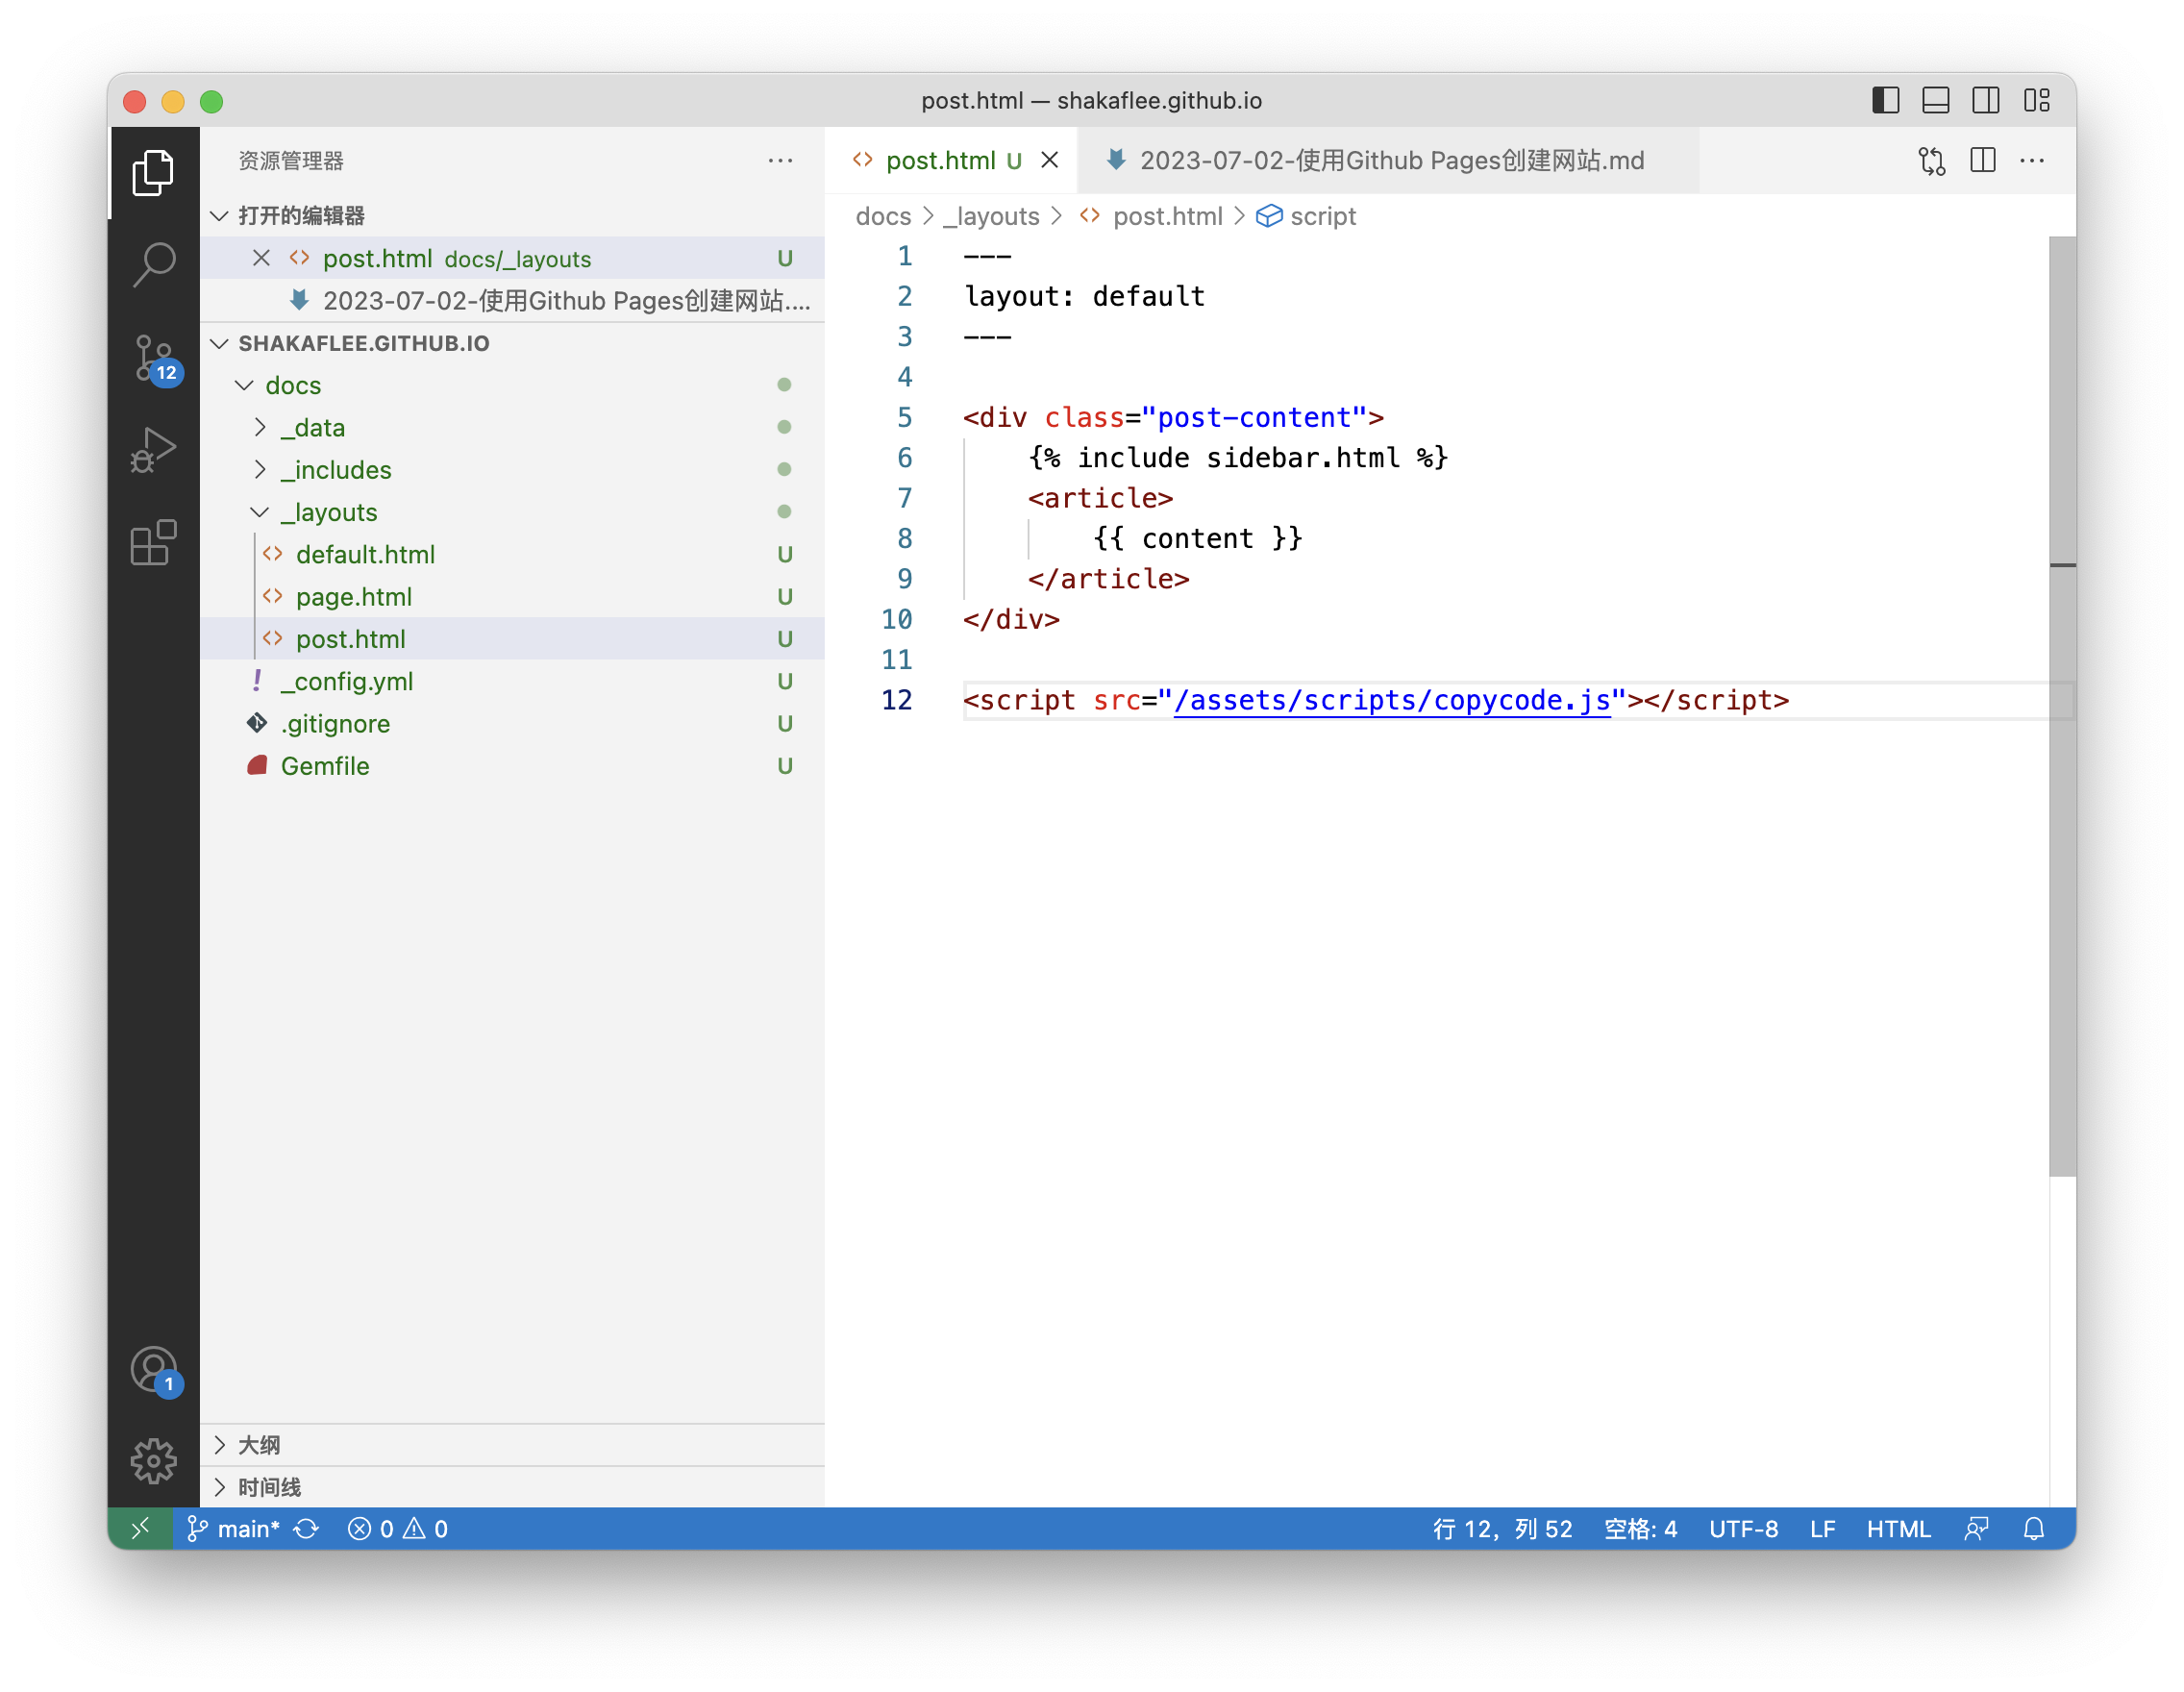 post.html — shakaflee.github.io
资源管理器
打开的编辑器
post.html docs/_layouts U
2023-07-02-使用Github Pages创建网站....
SHAKAFLEE.GITHUB.IO
docs
_data
_includes
_layouts
default.html U
page.html U
post.html U
! _config.yml U
.gitignore U
Gemfile U
大纲
时间线
12
1
post.html U
2023-07-02-使用Github Pages创建网站.md
docs > _layouts > post.html > script
1 ---
2 layout: default
3 ---
4
5 <div class="post-content">
6 {% include sidebar.html %}
7 <article>
8 {{ content }}
9 </article>
10 </div>
11
12 <script src="/assets/scripts/copycode.js"></script>
main* 0 0
行 12，列 52 空格: 4 UTF-8 LF HTML